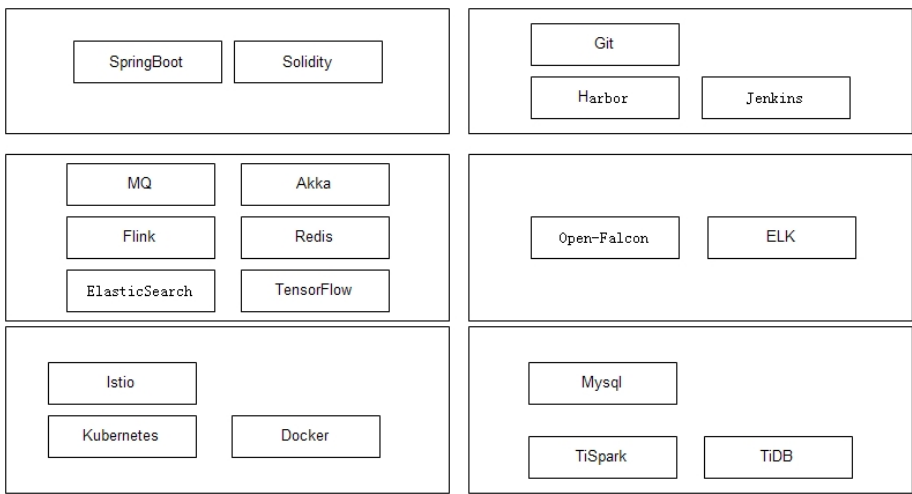 SpringBoot
Solidity
Git
Harbor
Jenkins
MQ
Akka
Flink
Redis
ElasticSearch
TensorFlow
Open-Falcon
ELK
Istio
Kubernetes
Docker
Mysql
TiSpark
TiDB